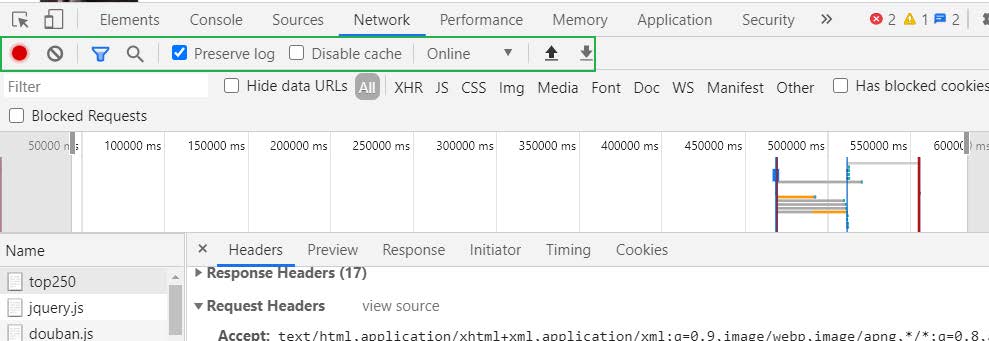 Elements Console Sources Network Performance Memory Application Security » 2 1 2
Preserve log Disable cache Online
Filter Hide data URLs All XHR JS CSS Img Media Font Doc WS Manifest Other Has blocked cookies
Blocked Requests
50000 ms 100000 ms 150000 ms 200000 ms 250000 ms 300000 ms 350000 ms 400000 ms 450000 ms 500000 ms 550000 ms 600000 ms
Name × Headers Preview Response Initiator Timing Cookies
top250 Response Headers (17)
jquery.js Request Headers view source
douban.js Accept: text/html,application/xhtml+xml,application/xml;q=0.9,image/webp,image/apng,*/*;q=0.8,